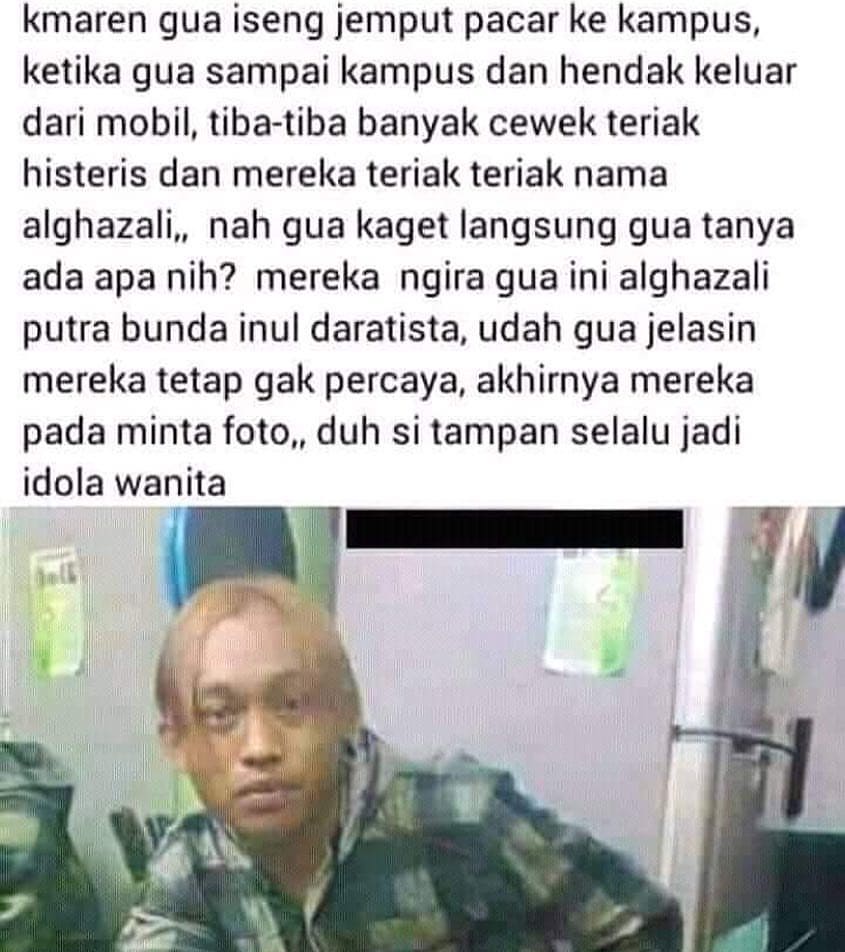 kmaren gua iseng jemput pacar ke kampus,
ketika gua sampai kampus dan hendak keluar
dari mobil, tiba-tiba banyak cewek teriak
histeris dan mereka teriak teriak nama
alghazali,, nah gua kaget langsung gua tanya
ada apa nih? mereka ngira gua ini alghazali
putra bunda inul daratista, udah gua jelasin
mereka tetap gak percaya, akhirnya mereka
pada minta foto,, duh si tampan selalu jadi
idola wanita